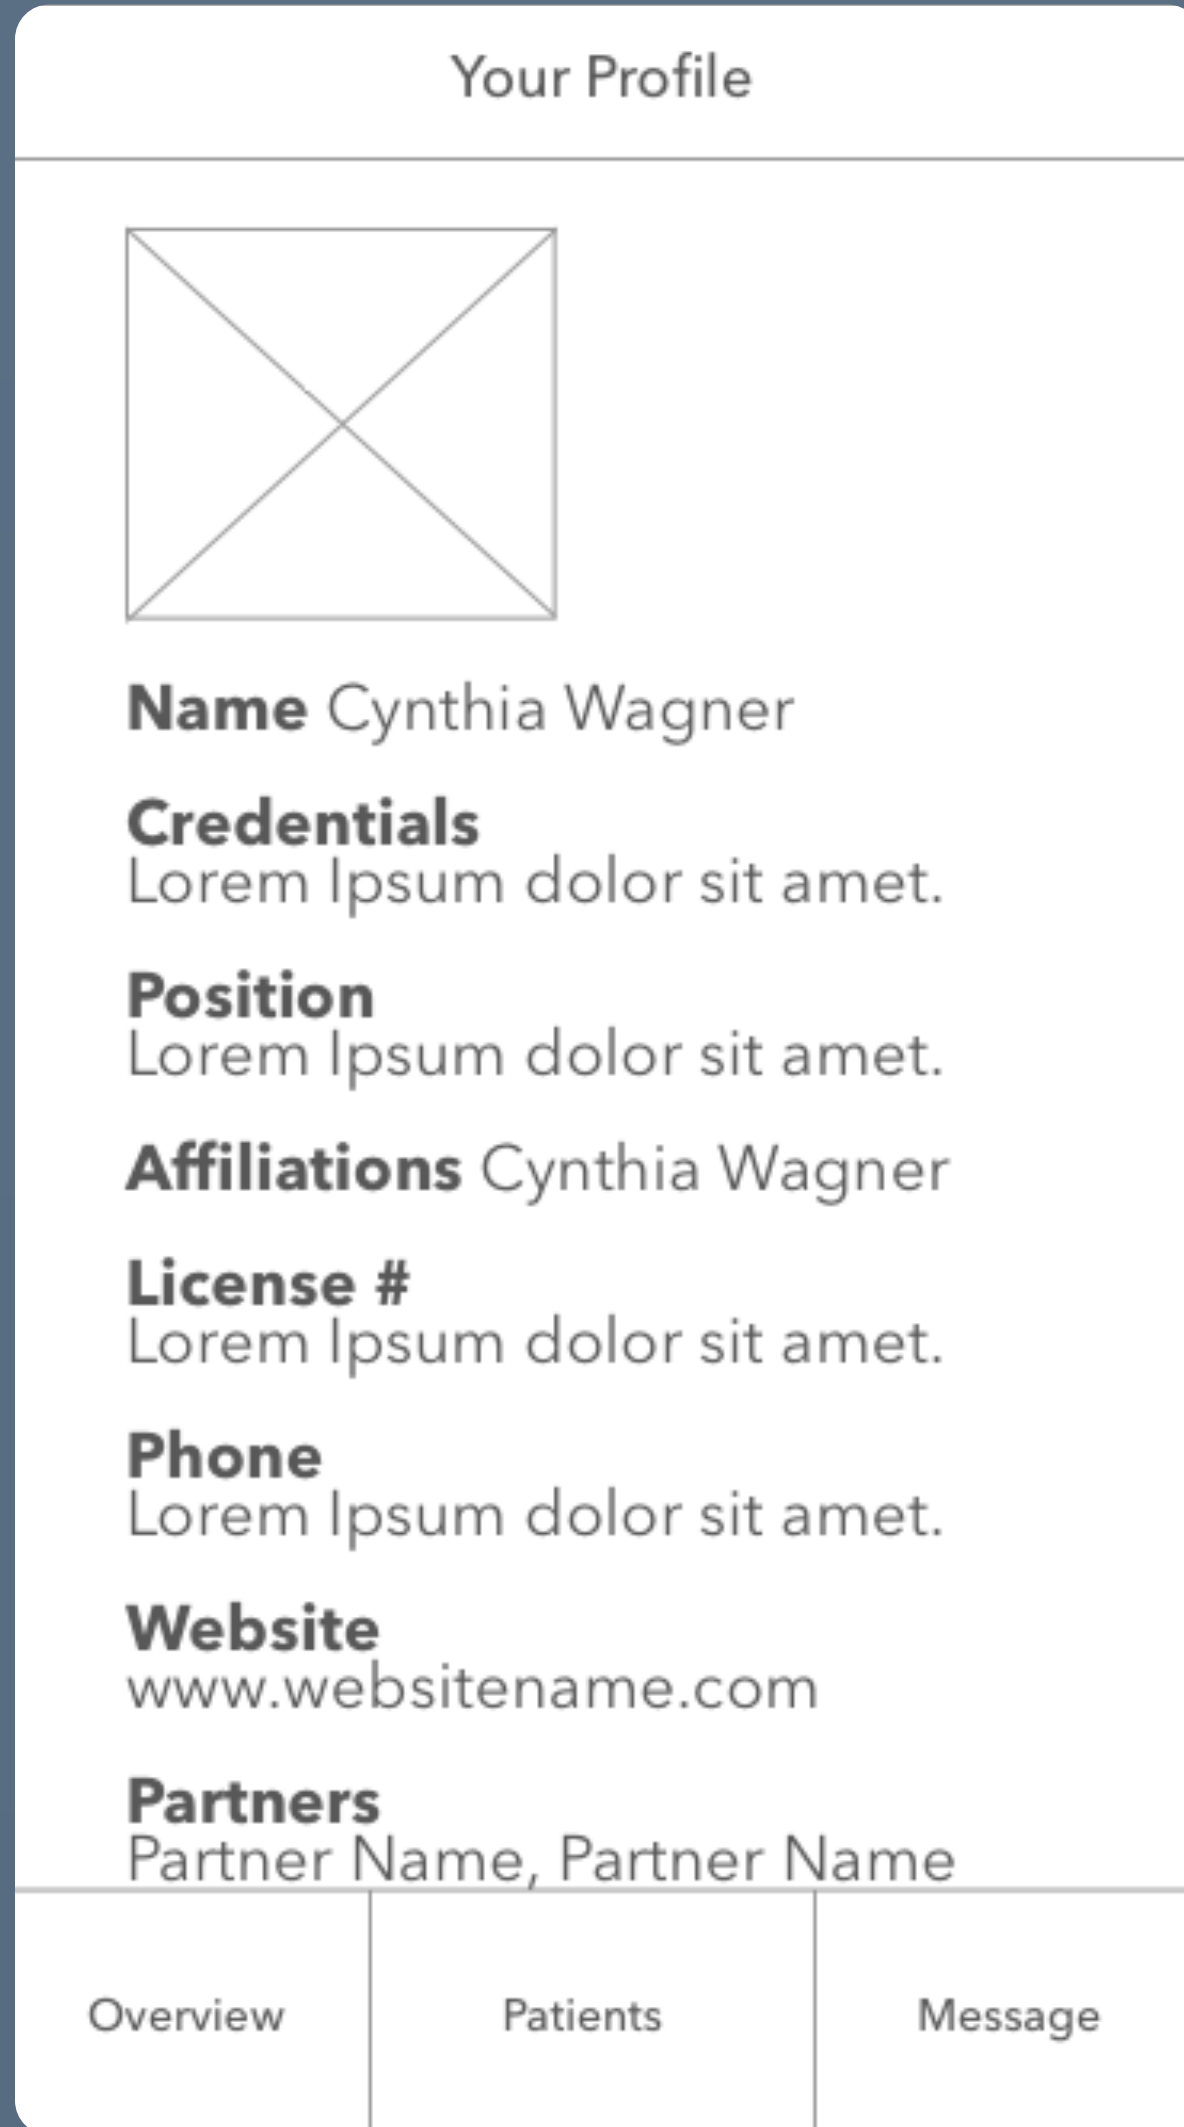 Your Profile
Name Cynthia Wagner
Credentials
Lorem Ipsum dolor sit amet.
Position
Lorem Ipsum dolor sit amet.
Affiliations Cynthia Wagner
License #
Lorem Ipsum dolor sit amet.
Phone
Lorem Ipsum dolor sit amet.
Website
www.websitename.com
Partners
Partner Name, Partner Name
Overview
Patients
Message